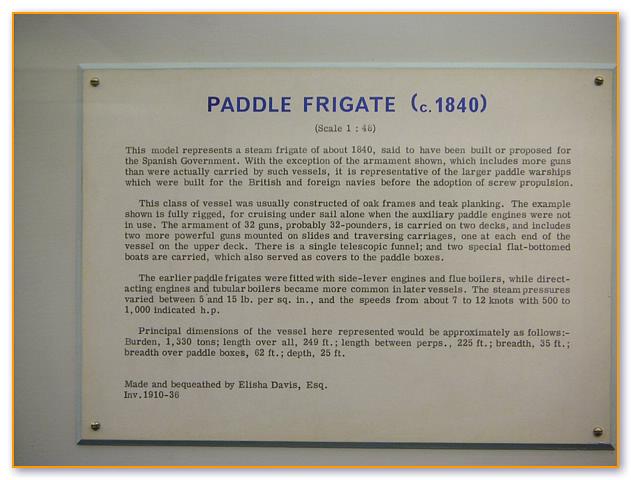 PADDLE FRIGATE (c.1840)
(Scale 1 : 48)
This model represents a steam frigate of about 1840, said to have been built or proposed for
the Spanish Government. With the exception of the armament shown, which includes more guns
than were actually carried by such vessels, it is representative of the larger paddle warships
which were built for the British and foreign navies before the adoption of screw propulsion.
This class of vessel was usually constructed of oak frames and teak planking. The example
shown is fully rigged, for cruising under sail alone when the auxiliary paddle engines were not
in use. The armament of 32 guns, probably 32-pounders, is carried on two decks, and includes
two more powerful guns mounted on slides and traversing carriages, one at each end of the
vessel on the upper deck. There is a single telescopic funnel; and two special flat-bottomed
boats are carried, which also served as covers to the paddle boxes.
The earlier paddle frigates were fitted with side-lever engines and flue boilers, while direct-
acting engines and tubular boilers became more common in later vessels. The steam pressures
varied between 5 and 15 lb. per sq. in., and the speeds from about 7 to 12 knots with 500 to
1,000 indicated h.p.
Principal dimensions of the vessel here represented would be approximately as follows:-
Burden, 1,330 tons; length over all, 249 ft.; length between perps., 225 ft.; breadth, 35 ft.;
breadth over paddle boxes, 62 ft.; depth, 25 ft.
Made and bequeathed by Elisha Davis, Esq.
Inv. 1910-36